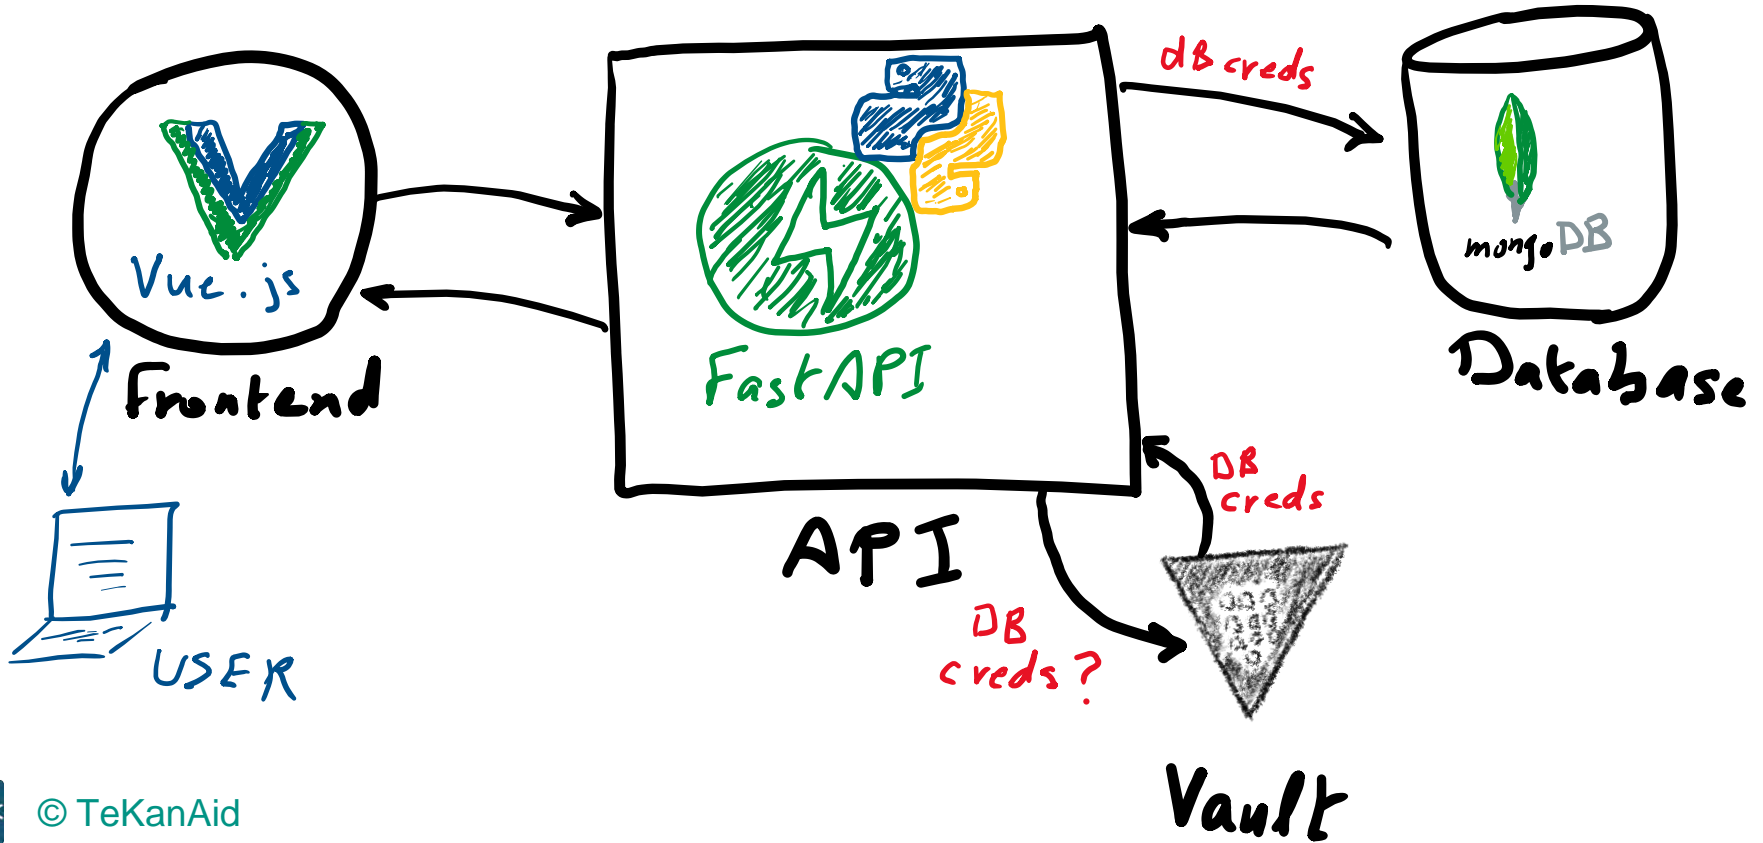 dB creds
Vue.js
Frontend
FastAPI
API
mongoDB
Database
DB
creds
DB
creds?
USER
Vault
© TeKanAid